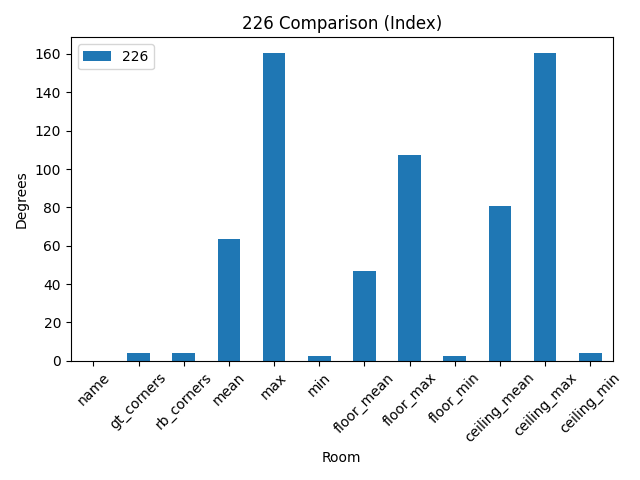 226 Comparison (Index)
226
Degrees
160
140
120
100
80
60
40
20
0
name
gt_corners
rb_corners
mean
max
min
floor_mean
floor_max
floor_min
ceiling_mean
ceiling_max
ceiling_min
Room